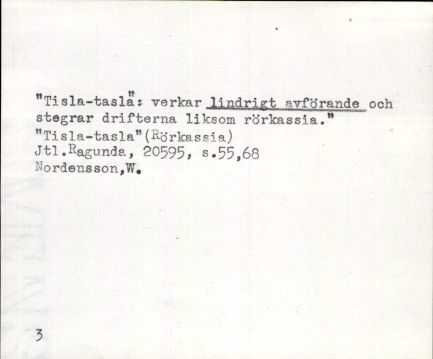 "Tisla-tasla": verkar lindrigt avförande och
stegrar drifterna liksom rörkassia."
"Tisla-tasla"(Rörkassia)
Jtl.Ragunda, 20595, s.55,68
Nordensson,W.
3